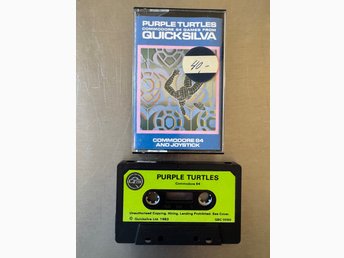 PURPLE TURTLES
COMMODORE 64 GAMES FROM
QUICKSILVA
40.-
COMMODORE 64
AND JOYSTICK
PURPLE TURTLES
Commodore 64
Unauthorised Copying, Hiring, Lending Prohibited. See Cover.
© Quicksilva Ltd. 1983